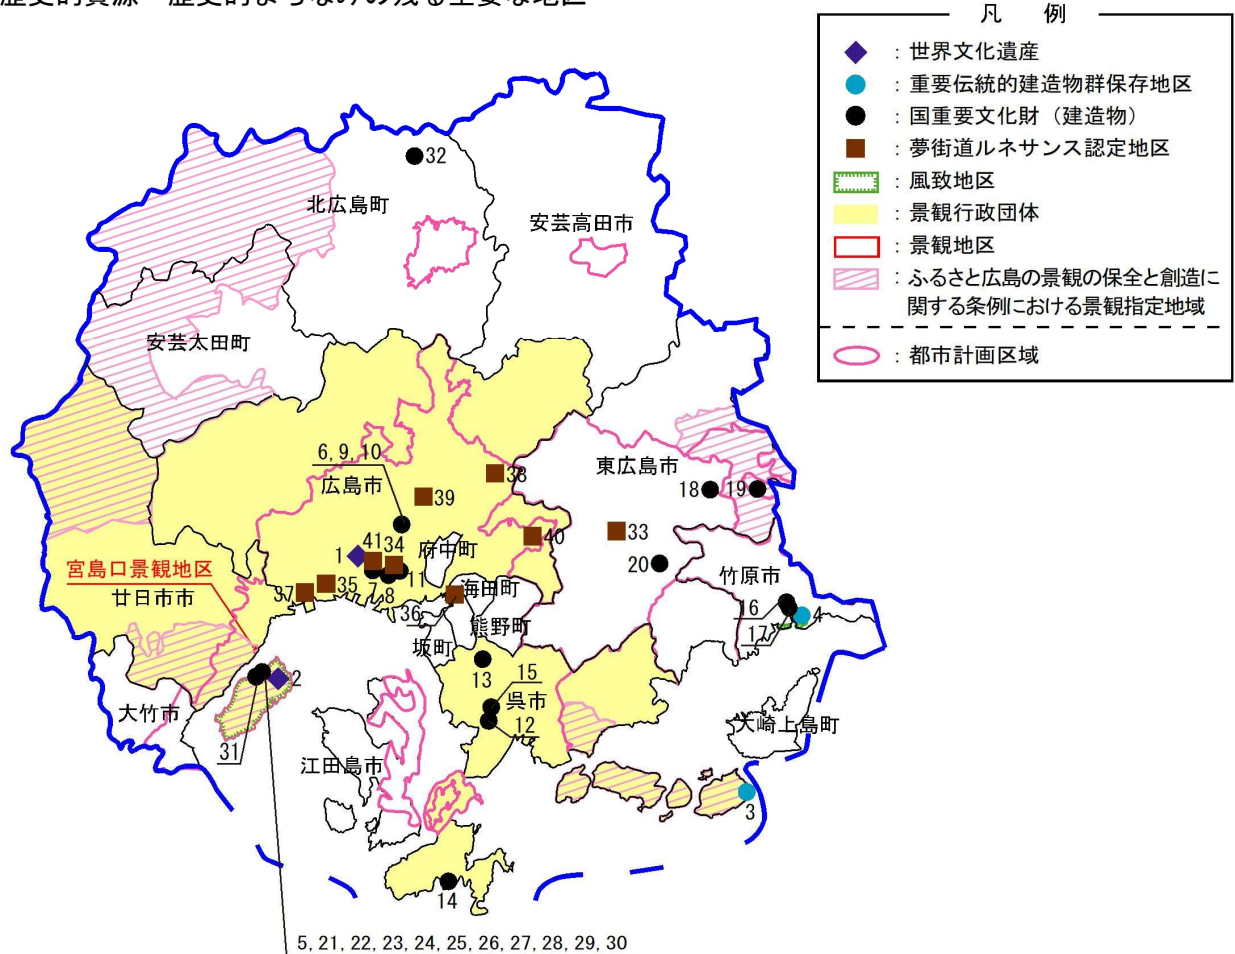 歴史的資源 歴史的まちなみの残る主要な地区
凡 例
：世界文化遺産
：重要伝統的建造物群保存地区
：国重要文化財（建造物）
：夢街道ルネサンス認定地区
：風致地区
：景観行政団体
：景観地区
：ふるさと広島の景観の保全と創造に
関する条例における景観指定地域
：都市計画区域
32
北広島町
安芸高田市
安芸太田町
6, 9, 10
広島市
38
39
東広島市
18
19
33
40
41
34
1
府中町
20
11
7
8
宮島口景観地区
廿日市市
37
35
36
海田町
熊野町
坂町
竹原市
16
17
4
13
15
呉市
12
2
大竹市
31
江田島市
大崎上島町
3
14
5, 21, 22, 23, 24, 25, 26, 27, 28, 29, 30